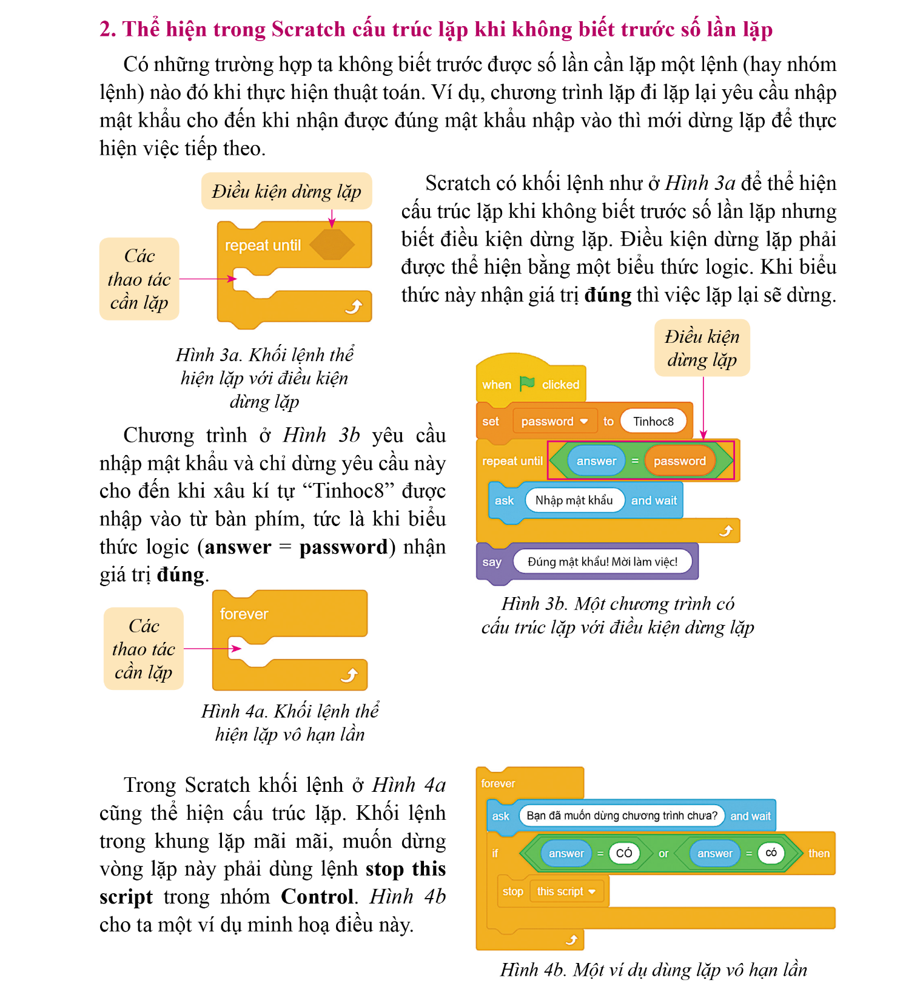 2. Thể hiện trong Scratch cấu trúc lặp khi không biết trước số lần lặp
Có những trường hợp ta không biết trước được số lần cần lặp một lệnh (hay nhóm
lệnh) nào đó khi thực hiện thuật toán. Ví dụ, chương trình lặp đi lặp lại yêu cầu nhập
mật khẩu cho đến khi nhận được đúng mật khẩu nhập vào thì mới dừng lặp để thực
hiện việc tiếp theo.
Điều kiện dừng lặp
Các
thao tác
cần lặp
repeat until
Hình 3a. Khối lệnh thể
hiện lặp với điều kiện
dừng lặp
Scratch có khối lệnh như ở Hình 3a để thể hiện
cấu trúc lặp khi không biết trước số lần lặp nhưng
biết điều kiện dừng lặp. Điều kiện dừng lặp phải
được thể hiện bằng một biểu thức logic. Khi biểu
thức này nhận giá trị đúng thì việc lặp lại sẽ dừng.
Chương trình ở Hình 3b yêu cầu
nhập mật khẩu và chỉ dừng yêu cầu này
cho đến khi xâu kí tự “Tinhoc8” được
nhập vào từ bàn phím, tức là khi biểu
thức logic (answer = password) nhận
giá trị đúng.
Điều kiện
dừng lặp
when clicked
set password to Tinhoc8
repeat until answer = password
ask Nhập mật khẩu and wait
say Đúng mật khẩu! Mời làm việc!
Hình 3b. Một chương trình có
cấu trúc lặp với điều kiện dừng lặp
Các
thao tác
cần lặp
forever
Hình 4a. Khối lệnh thể
hiện lặp vô hạn lần
Trong Scratch khối lệnh ở Hình 4a
cũng thể hiện cấu trúc lặp. Khối lệnh
trong khung lặp mãi mãi, muốn dừng
vòng lặp này phải dùng lệnh stop this
script trong nhóm Control. Hình 4b
cho ta một ví dụ minh hoạ điều này.
forever
ask Bạn đã muốn dừng chương trình chưa? and wait
if answer = CÓ or answer = có then
stop this script
Hình 4b. Một ví dụ dùng lặp vô hạn lần